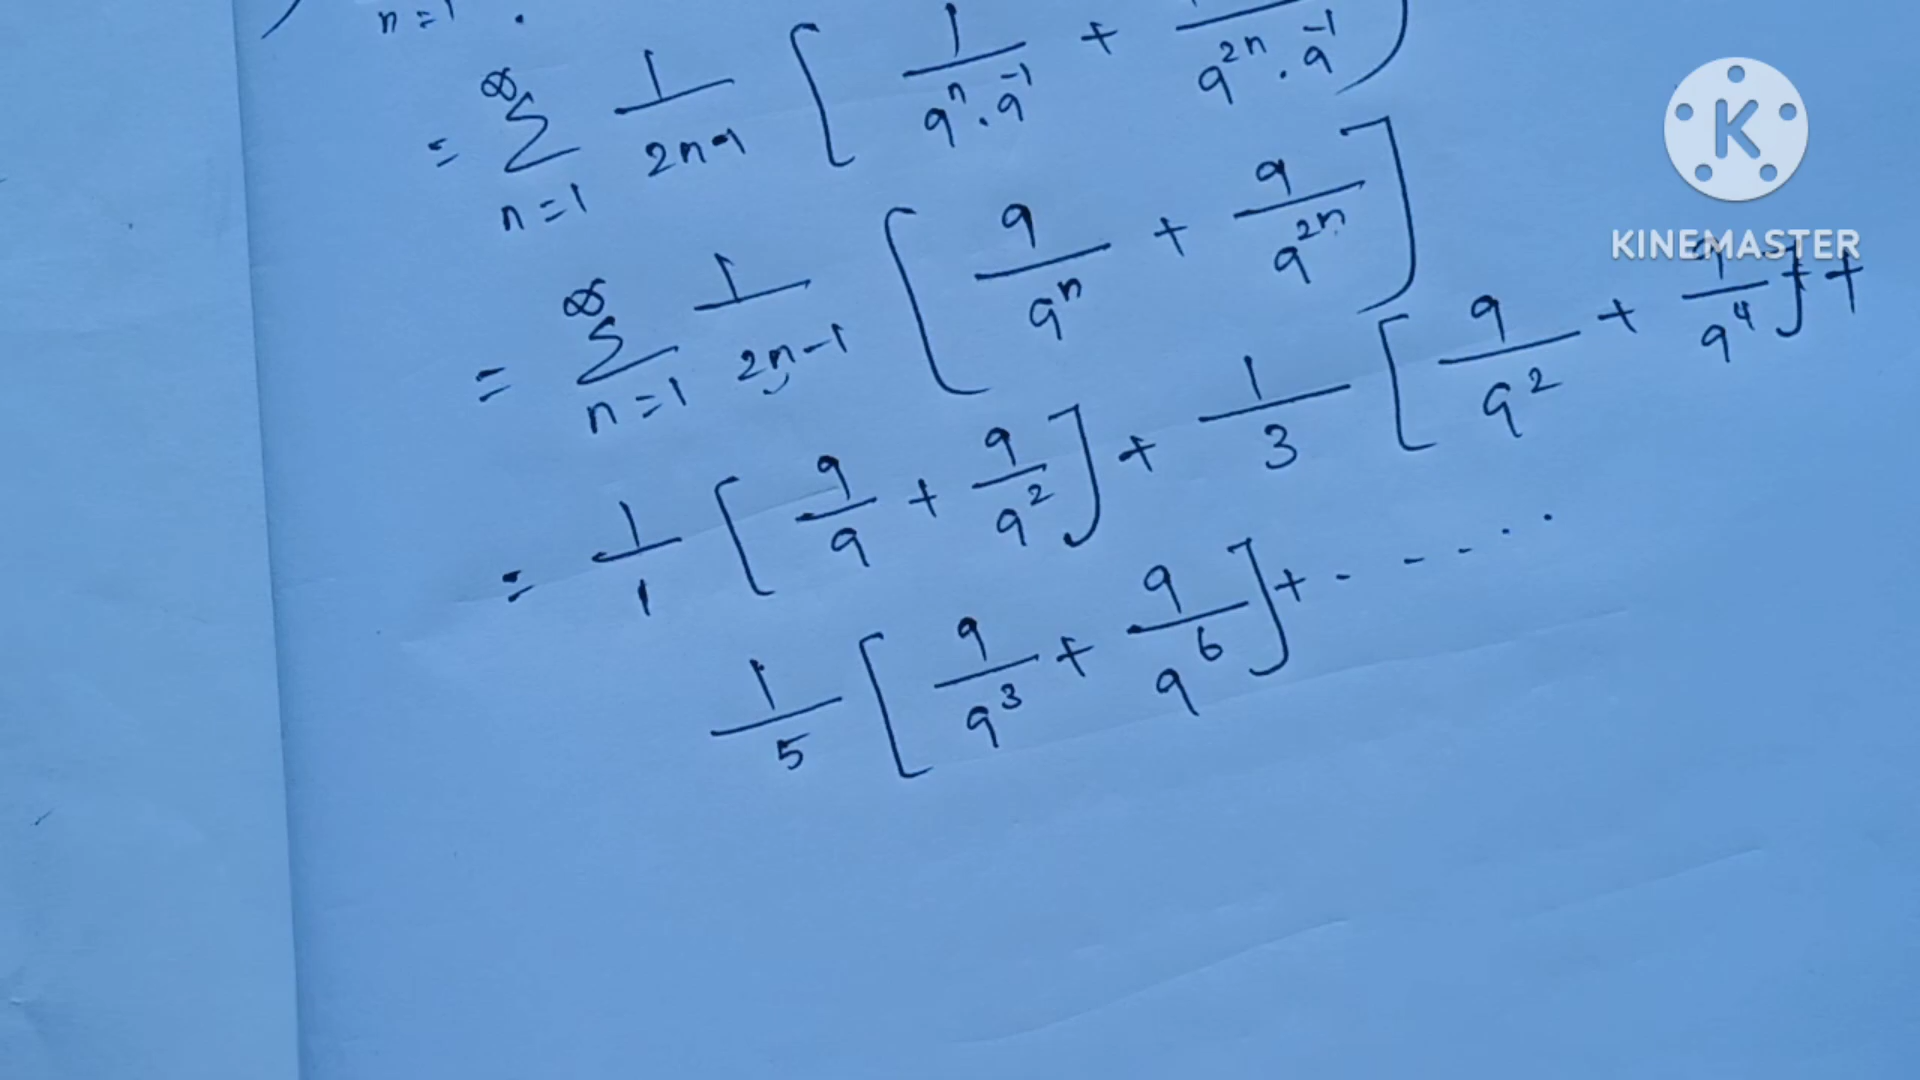 n=1
= ∞ Σ n=1 1/(2n-1) [ 1/(9^n . 9^-1) + 1/(9^2n . 9^-1) )
= ∞ Σ n=1 1/(2n-1) [ 9/9^n + 9/9^2n ]
= 1/1 [ 9/9 + 9/9^2 ] + 1/3 [ 9/9^2 + 9/9^4 ] +
1/5 [ 9/9^3 + 9/9^6 ] + - - - . .
K
KINEMASTER